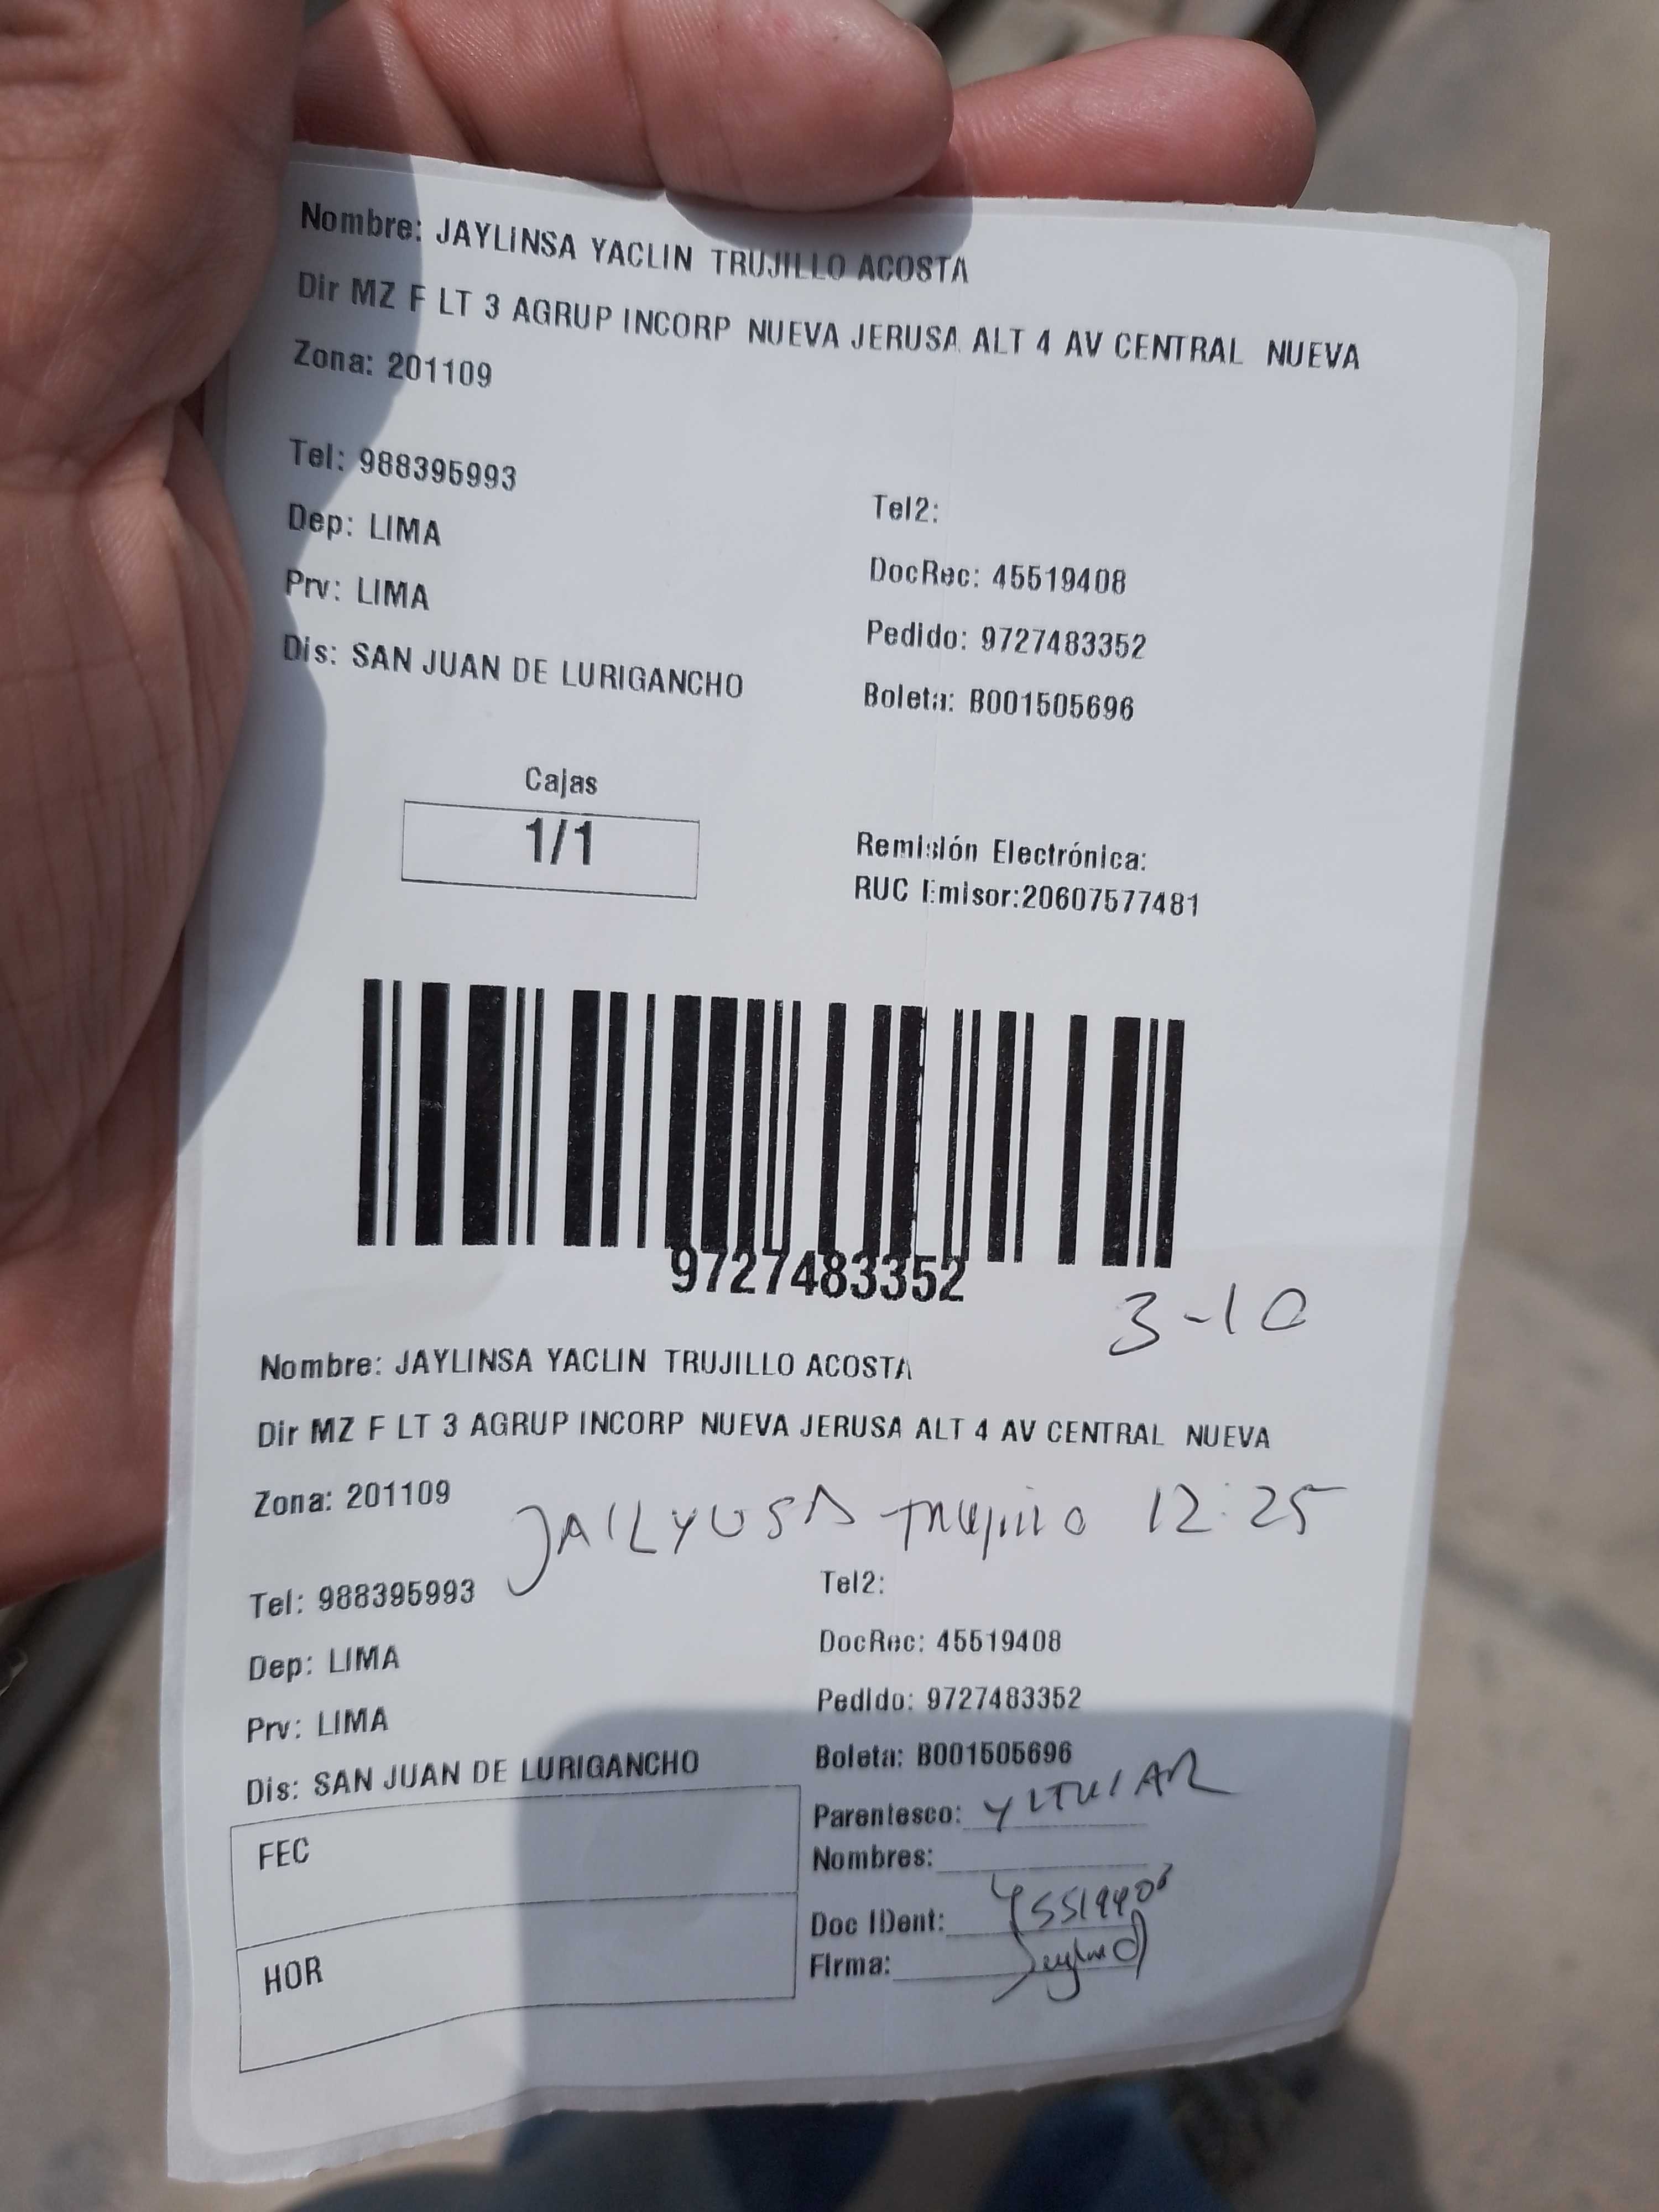 Nombre: JAYLINSA YACLIN TRUJILLO ACOSTA
Dir MZ F LT 3 AGRUP INCORP NUEVA JERUSA ALT 4 AV CENTRAL NUEVA
Zona: 201109
Tel: 988395993
Tel2:
Dep: LIMA
DocRec: 45519408
Prv: LIMA
Pedido: 9727483352
Dis: SAN JUAN DE LURIGANCHO
Boleta: B001505696
Cajas
1/1
Remisión Electrónica:
RUC Emisor:20607577481
9727483352
3-10
Nombre: JAYLINSA YACLIN TRUJILLO ACOSTA
Dir MZ F LT 3 AGRUP INCORP NUEVA JERUSA ALT 4 AV CENTRAL NUEVA
Zona: 201109
Trujillo 12:25
Tel: 988395993
Tel2:
Dep: LIMA
DocRec: 45519408
Prv: LIMA
Pedido: 9727483352
Dis: SAN JUAN DE LURIGANCHO
Boleta: B001505696
Parentesco:
FEC
Nombres:
Doc IDent: 45519408
HOR
Firma: